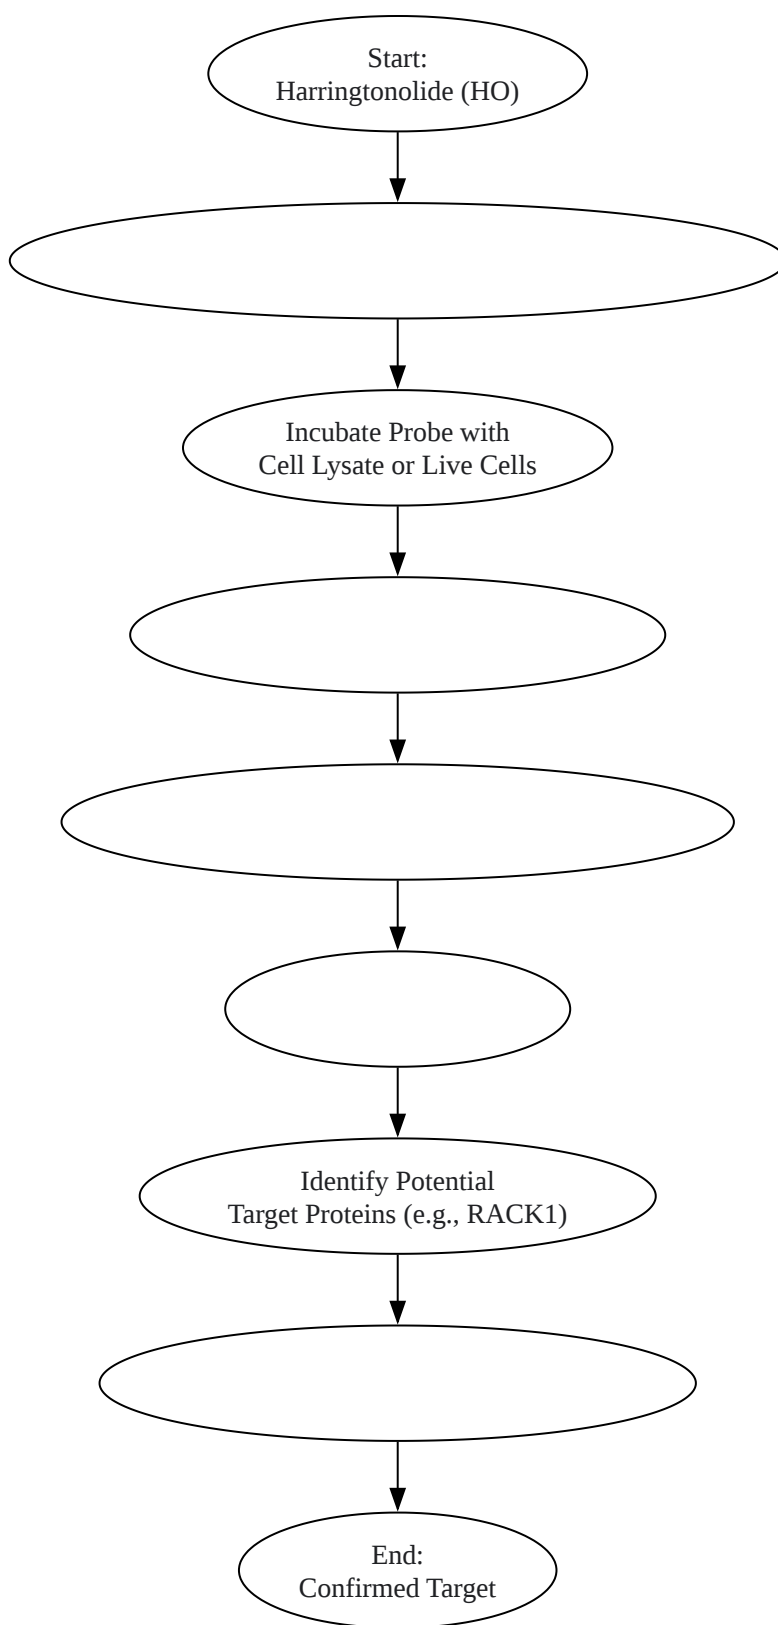 Start:
Harringtonolide (HO)
Incubate Probe with
Cell Lysate or Live Cells
Identify Potential
Target Proteins (e.g., RACK1)
End:
Confirmed Target